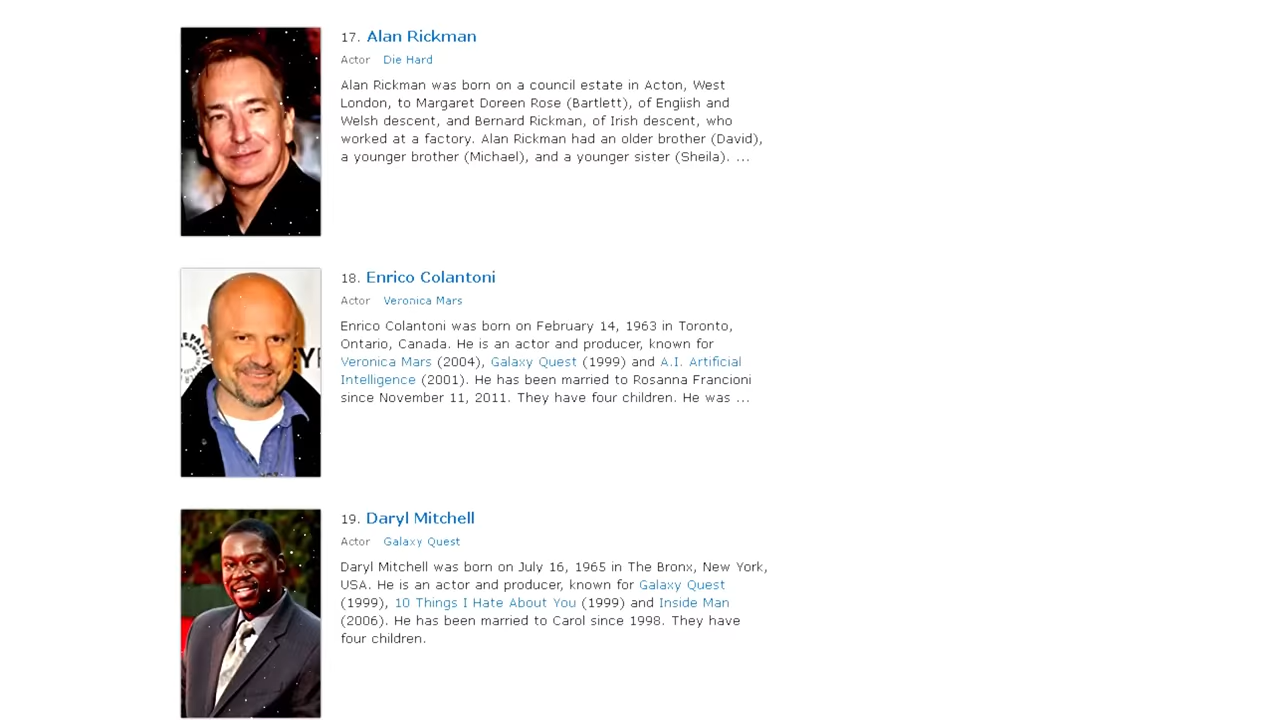 17. Alan Rickman
Actor Die Hard
Alan Rickman was born on a council estate in Acton, West
London, to Margaret Doreen Rose (Bartlett), of English and
Welsh descent, and Bernard Rickman, of Irish descent, who
worked at a factory. Alan Rickman had an older brother (David),
a younger brother (Michael), and a younger sister (Sheila). ...
18. Enrico Colantoni
Actor Veronica Mars
Enrico Colantoni was born on February 14, 1963 in Toronto,
Ontario, Canada. He is an actor and producer, known for
Veronica Mars (2004), Galaxy Quest (1999) and A.I. Artificial
Intelligence (2001). He has been married to Rosanna Francioni
since November 11, 2011. They have four children. He was ...
19. Daryl Mitchell
Actor Galaxy Quest
Daryl Mitchell was born on July 16, 1965 in The Bronx, New York,
USA. He is an actor and producer, known for Galaxy Quest
(1999), 10 Things I Hate About You (1999) and Inside Man
(2006). He has been married to Carol since 1998. They have
four children.